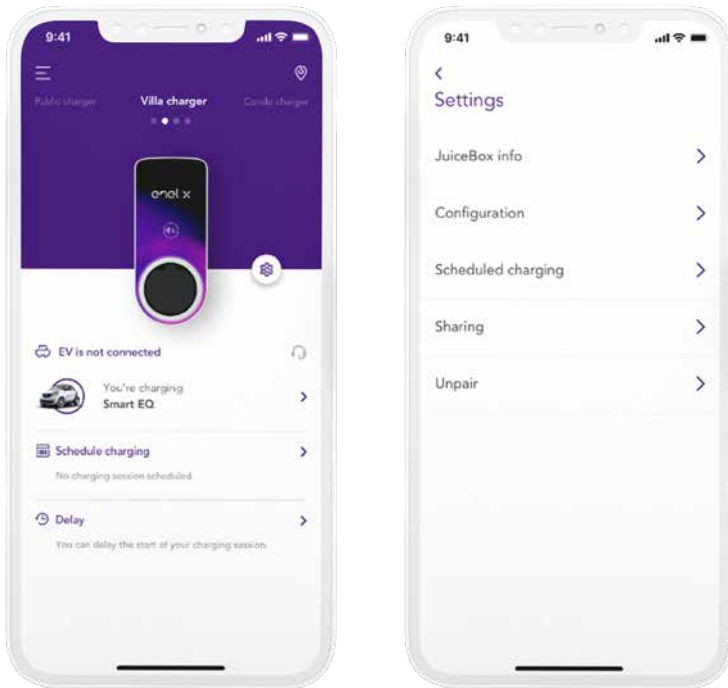 9:41
Public charger
Villa charger
Condo charger
enel x
EV is not connected
You're charging
Smart EQ
Schedule charging
No charging session scheduled
Delay
You can delay the start of your charging session.
9:41
Settings
JuiceBox info
Configuration
Scheduled charging
Sharing
Unpair